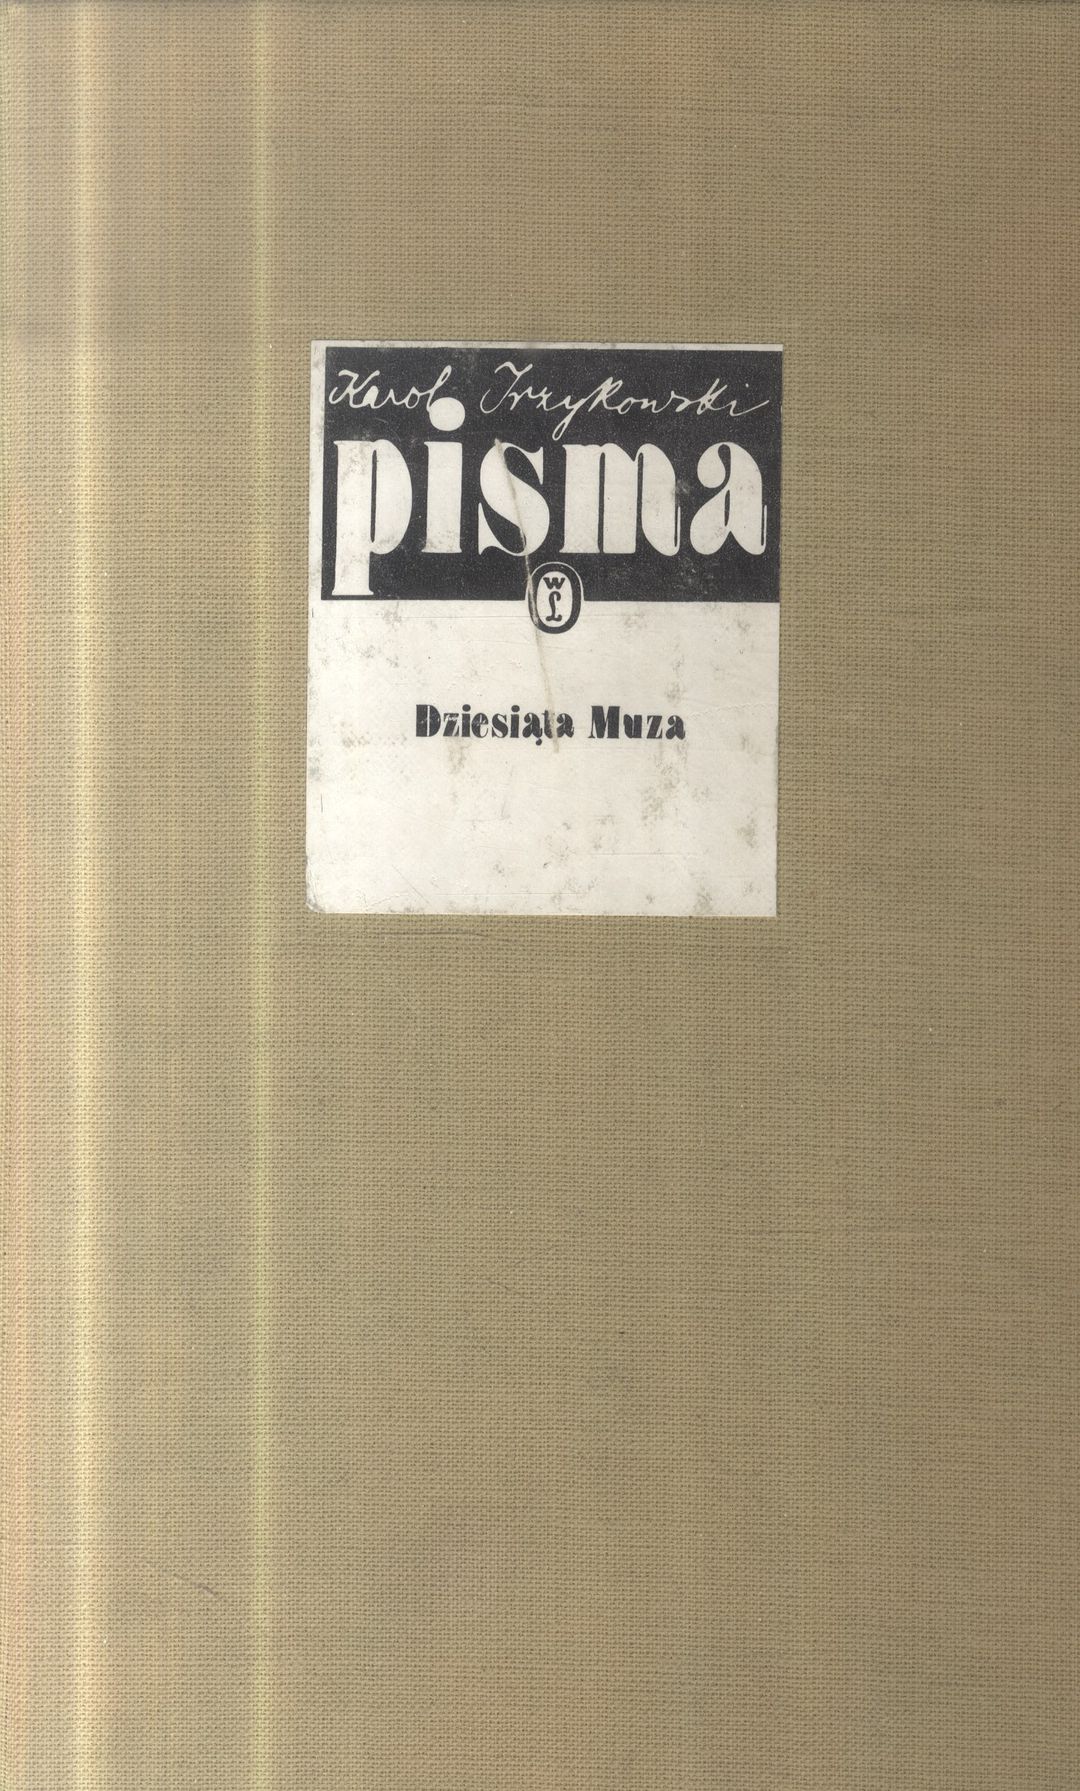 Karol Irzykowski
pisma
WL
Dziesiąta Muza